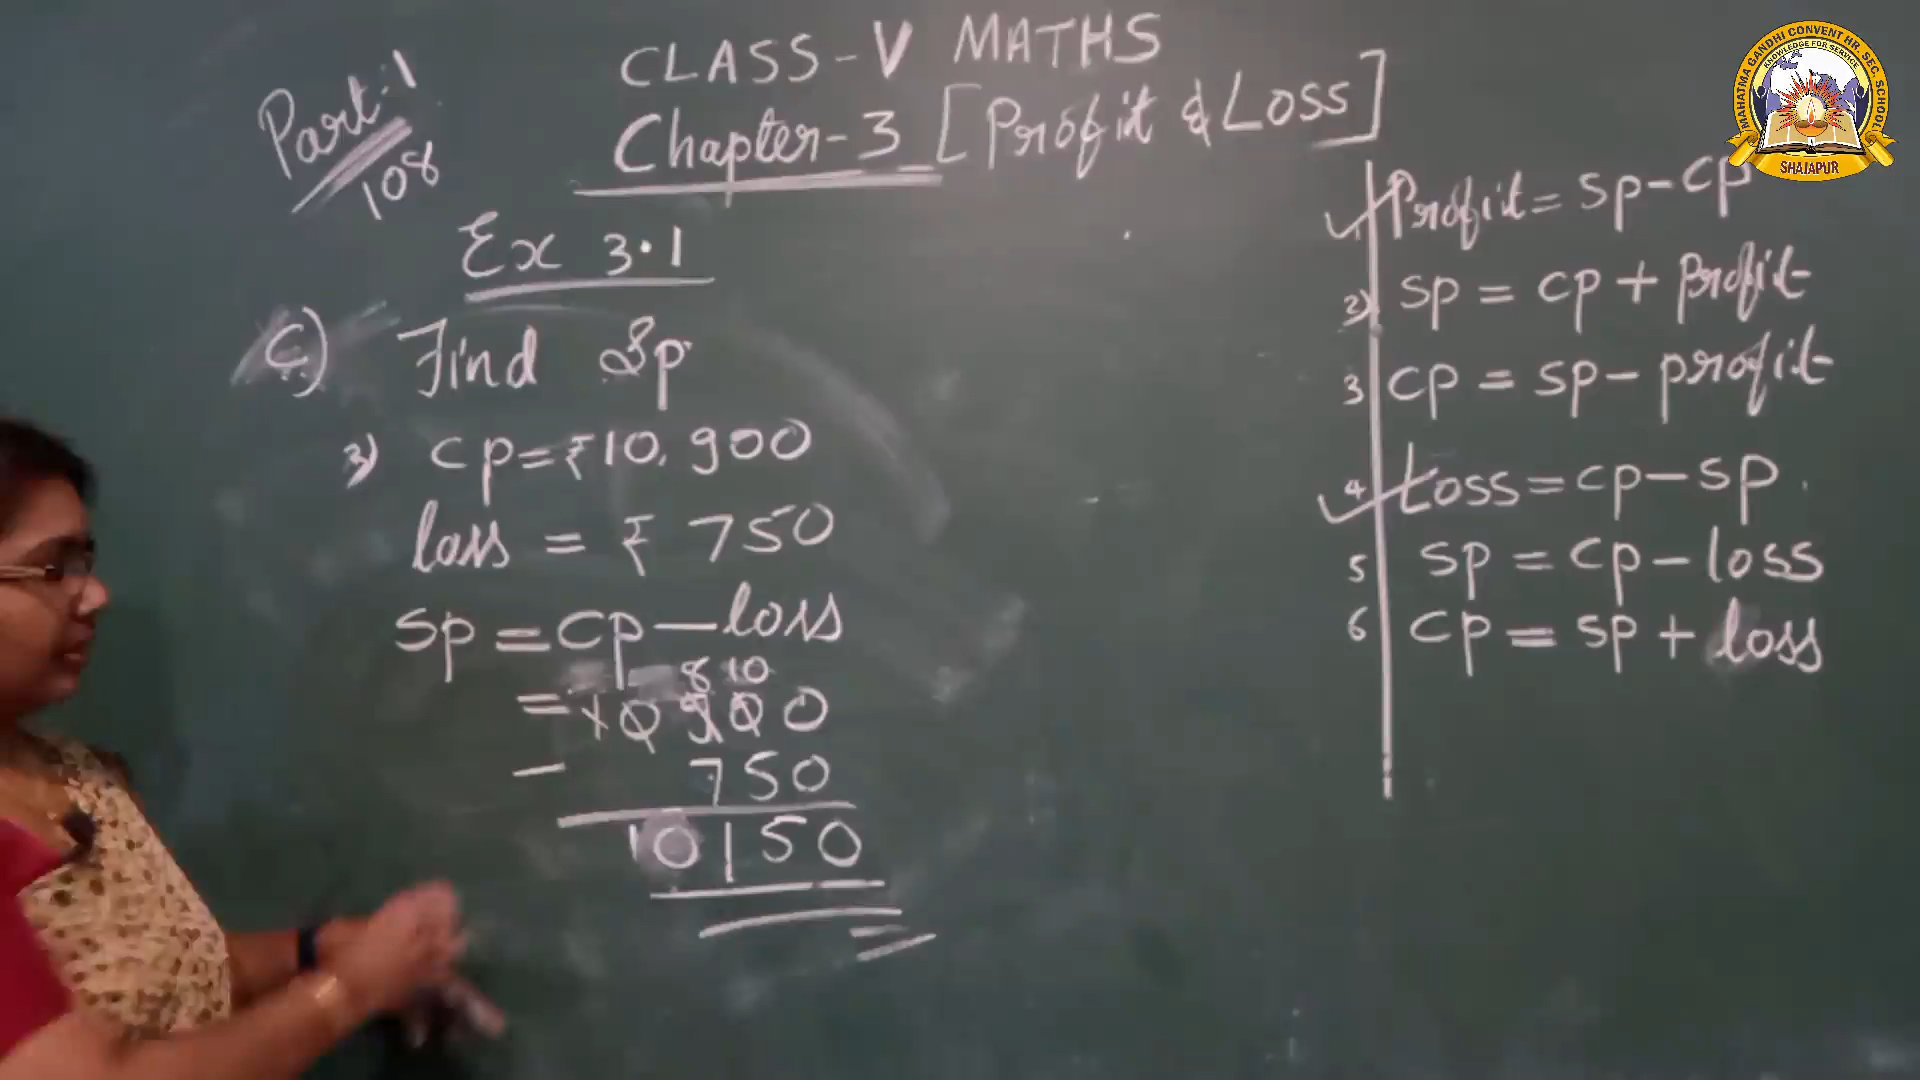 CLASS-V MATHS
Part-1
108
Chapter-3 [Profit & Loss]
Ex 3.1
C) Find Sp
3) CP=₹10,900
loss = ₹ 750
SP = CP - loss
8 10
= 10900
- 750
10150
1 Profit = SP - CP
2) SP = CP + Profit
3 CP = SP - profit
4 Loss = CP - SP.
5 SP = CP - loss
6 CP = SP + loss
MAHATMA GANDHI CONVENT HR. SEC. SCHOOL
KNOWLEDGE FOR SERVICE
SHAJAPUR